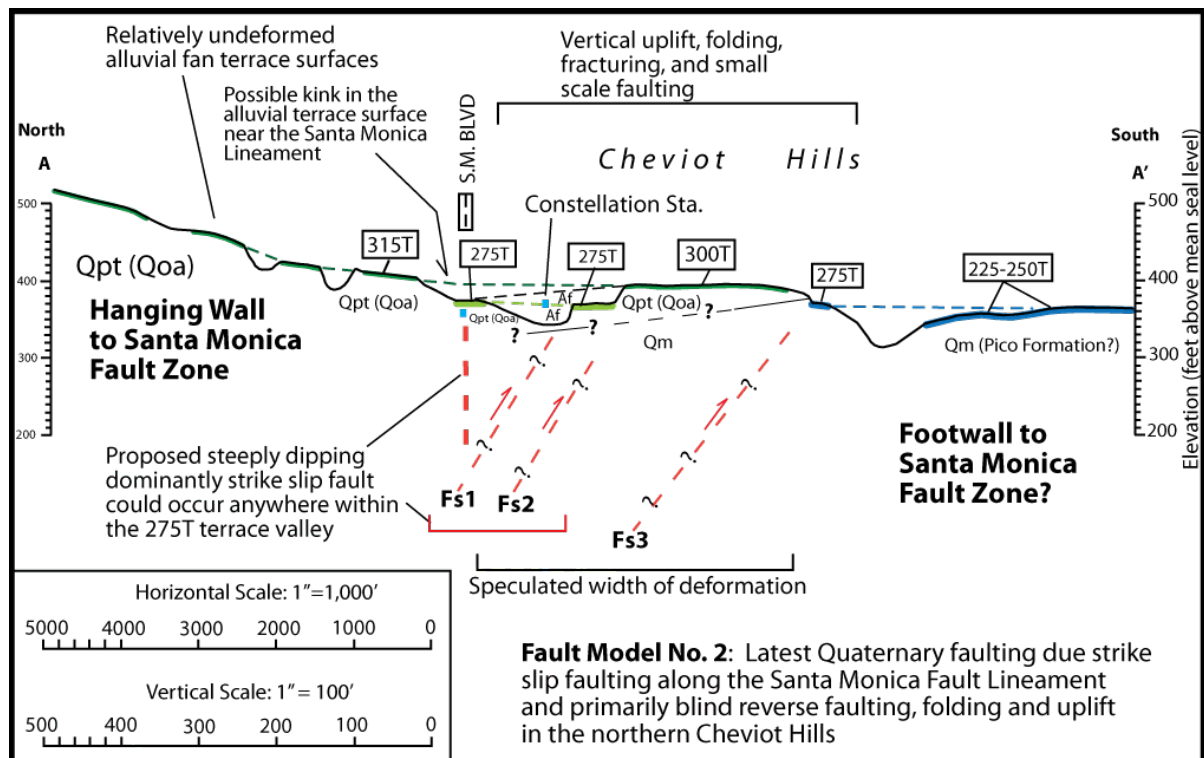 Relatively undeformed
alluvial fan terrace surfaces
Vertical uplift, folding,
fracturing, and small
scale faulting
Possible kink in the
alluvial terrace surface
near the Santa Monica
Lineament
S.M. BLVD
North
A
South
A'
Cheviot Hills
Constellation Sta.
500
400
300
200
500
400
300
200
Elevation (feet above mean seal level)
315T
275T
275T
300T
275T
225-250T
Qpt (Qoa)
Qpt (Qoa)
Qpt (Qoa)
Qpt (Qoa)
Af
Af
?
?
?
Qm
Qm (Pico Formation?)
Hanging Wall
to Santa Monica
Fault Zone
Footwall to
Santa Monica
Fault Zone?
?
?
?
?
?
?
?
?
Proposed steeply dipping
dominantly strike slip fault
could occur anywhere within
the 275T terrace valley
Fs1
Fs2
Fs3
Speculated width of deformation
Horizontal Scale: 1”=1,000’
5000 4000 3000 2000 1000 0
Vertical Scale: 1”= 100’
500 400 300 200 100 0
Fault Model No. 2: Latest Quaternary faulting due strike
slip faulting along the Santa Monica Fault Lineament
and primarily blind reverse faulting, folding and uplift
in the northern Cheviot Hills